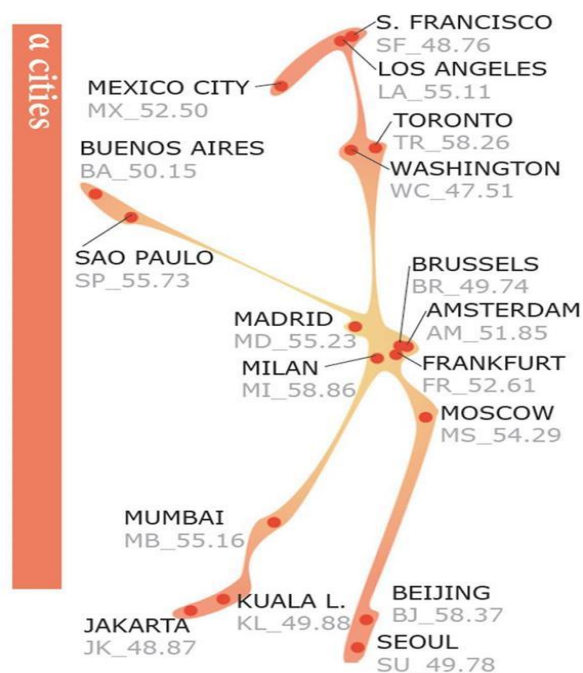 α cities
S. FRANCISCO
SF_48.76
LOS ANGELES
LA_55.11
MEXICO CITY
MX_52.50
TORONTO
TR_58.26
WASHINGTON
WC_47.51
BUENOS AIRES
BA_50.15
SAO PAULO
SP_55.73
BRUSSELS
BR_49.74
AMSTERDAM
AM_51.85
MADRID
MD_55.23
MILAN
MI_58.86
FRANKFURT
FR_52.61
MOSCOW
MS_54.29
MUMBAI
MB_55.16
KUALA L.
KL_49.88
JAKARTA
JK_48.87
BEIJING
BJ_58.37
SEOUL
SU_49.78